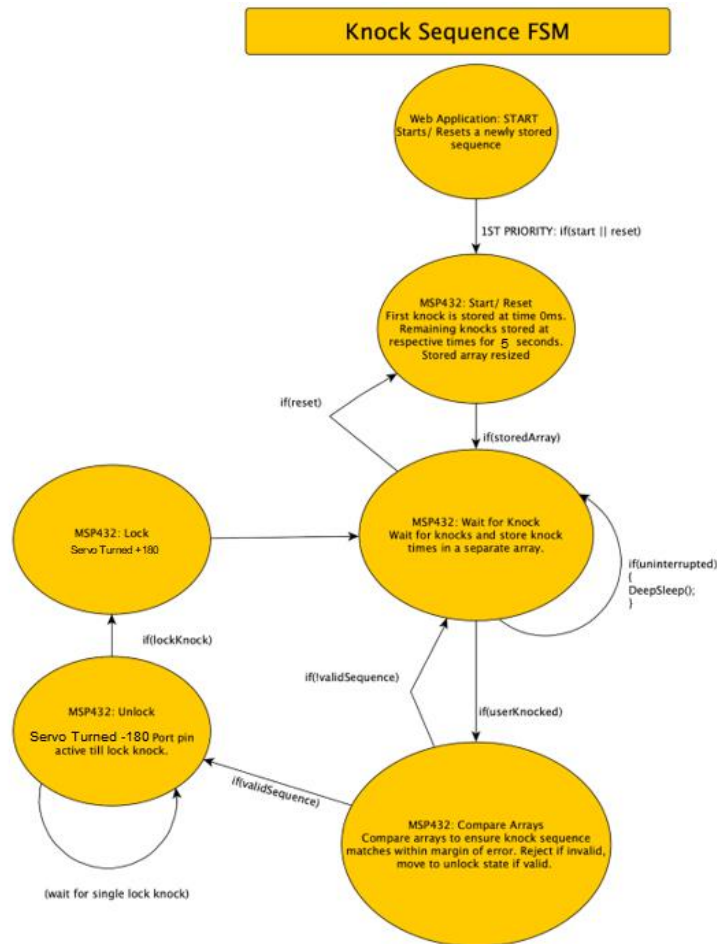 Knock Sequence FSM
Web Application: START
Starts/ Resets a newly stored
sequence
1ST PRIORITY: if(start || reset)
MSP432: Start/ Reset
First knock is stored at time 0ms.
Remaining knocks stored at
respective times for 5 seconds.
Stored array resized
if(reset)
if(storedArray)
MSP432: Wait for Knock
Wait for knocks and store knock
times in a separate array.
if(uninterrupted)
{
DeepSleep();
}
MSP432: Lock
Servo Turned +180
if(lockKnock)
MSP432: Unlock
Servo Turned -180 Port pin
active till lock knock.
(wait for single lock knock)
if(!validSequence)
if(userKnocked)
if(validSequence)
MSP432: Compare Arrays
Compare arrays to ensure knock sequence
matches within margin of error. Reject if invalid,
move to unlock state if valid.